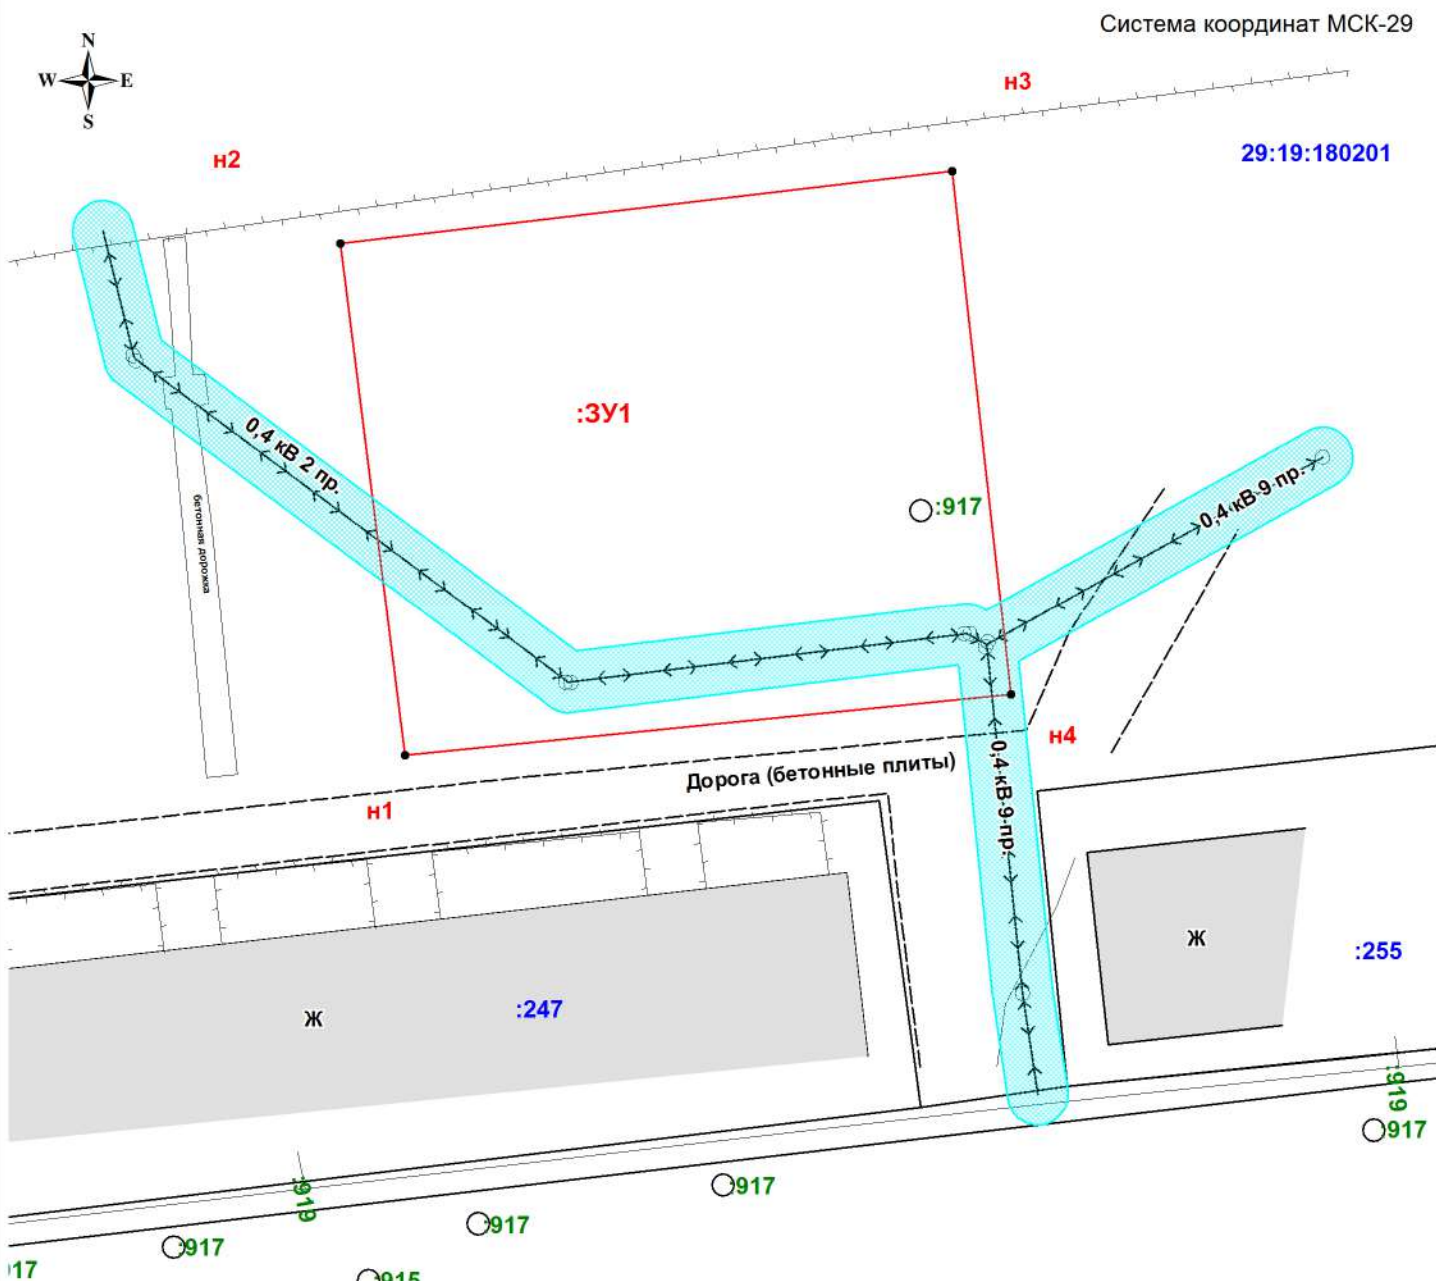 Система координат МСК-29
N
W E
S
н3
н2
29:19:180201
:ЗУ1
0,4 кВ 2 пр.
0,4 кВ 9 пр.
:917
бетонная дорожка
н4
0,4 кВ 9 пр.
Дорога (бетонные плиты)
н1
Ж
:255
:247
Ж
:919
:917
:917
:919
:917
:917
17
:915